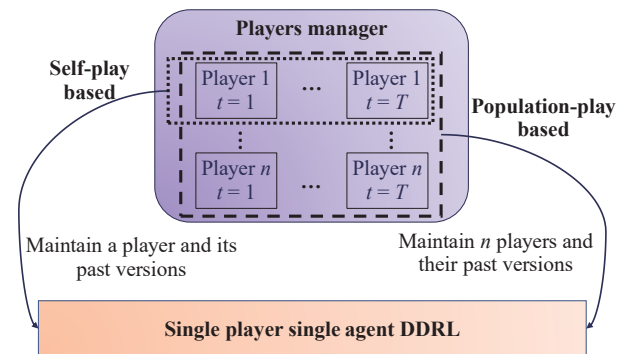 Players manager
Self-play
based
Player 1
t = 1
...
Player 1
t = T
Population-play
based
⋮
⋮
Player n
t = 1
...
Player n
t = T
Maintain a player and its
past versions
Maintain n players and
their past versions
Single player single agent DDRL